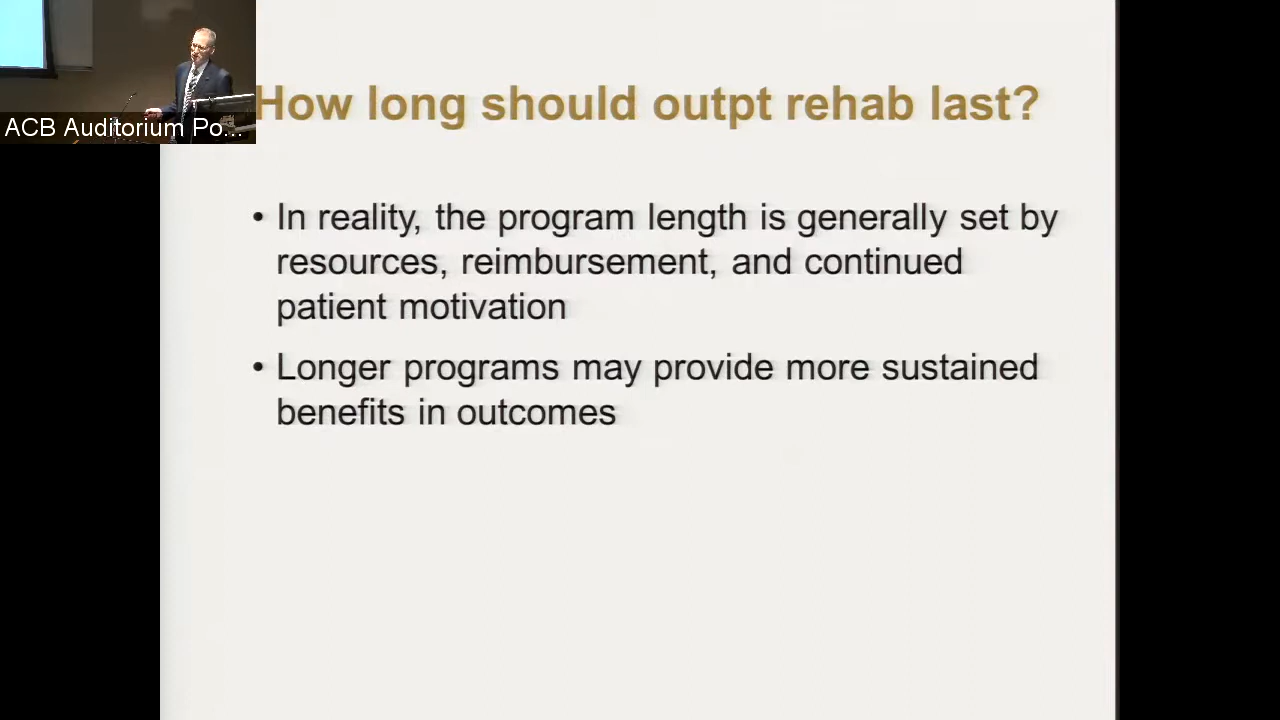 ACB Auditorium Po...
How long should outpt rehab last?
• In reality, the program length is generally set by
resources, reimbursement, and continued
patient motivation
• Longer programs may provide more sustained
benefits in outcomes